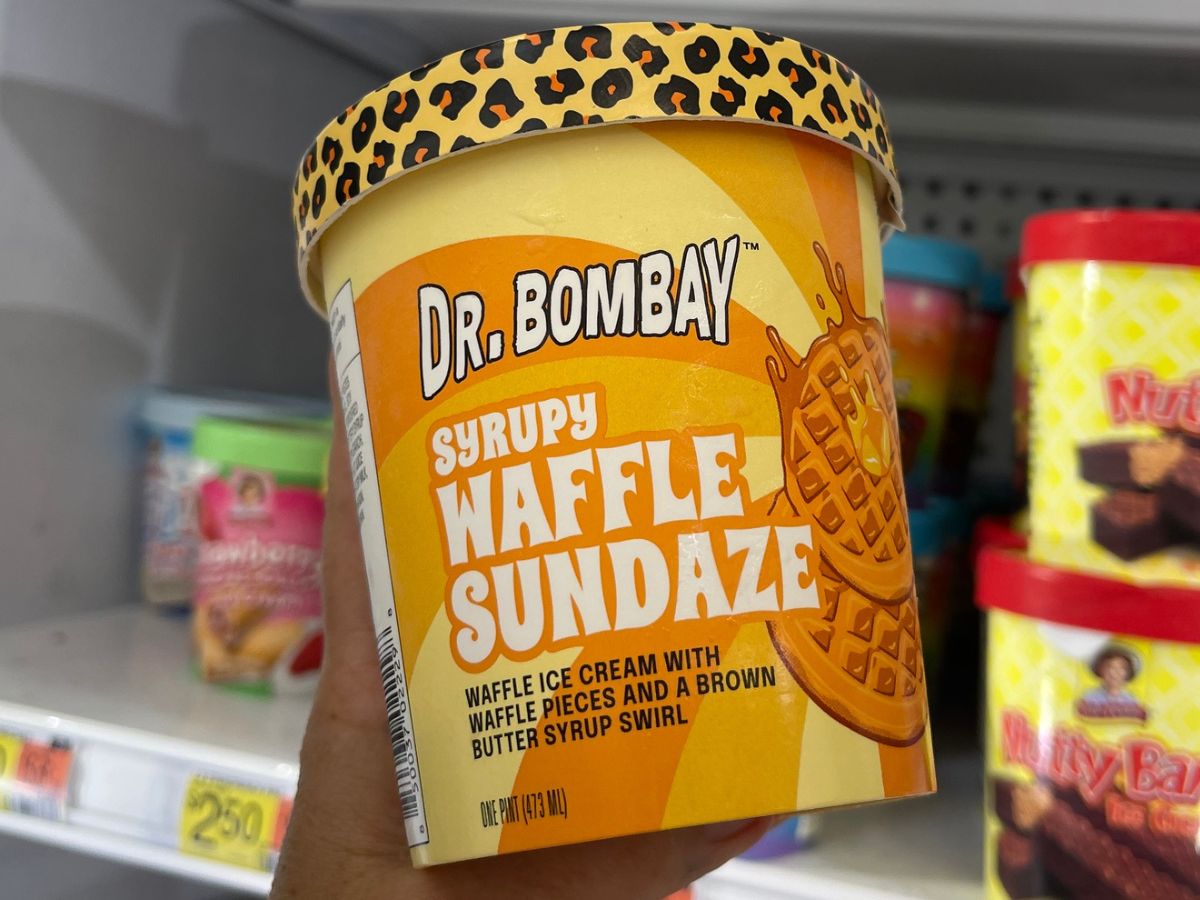 DR. BOMBAY™
SYRUPY
WAFFLE
SUNDAZE
WAFFLE ICE CREAM WITH
WAFFLE PIECES AND A BROWN
BUTTER SYRUP SWIRL
ONE PINT (473 ML)
$2.50
Nut
Nutty Bar